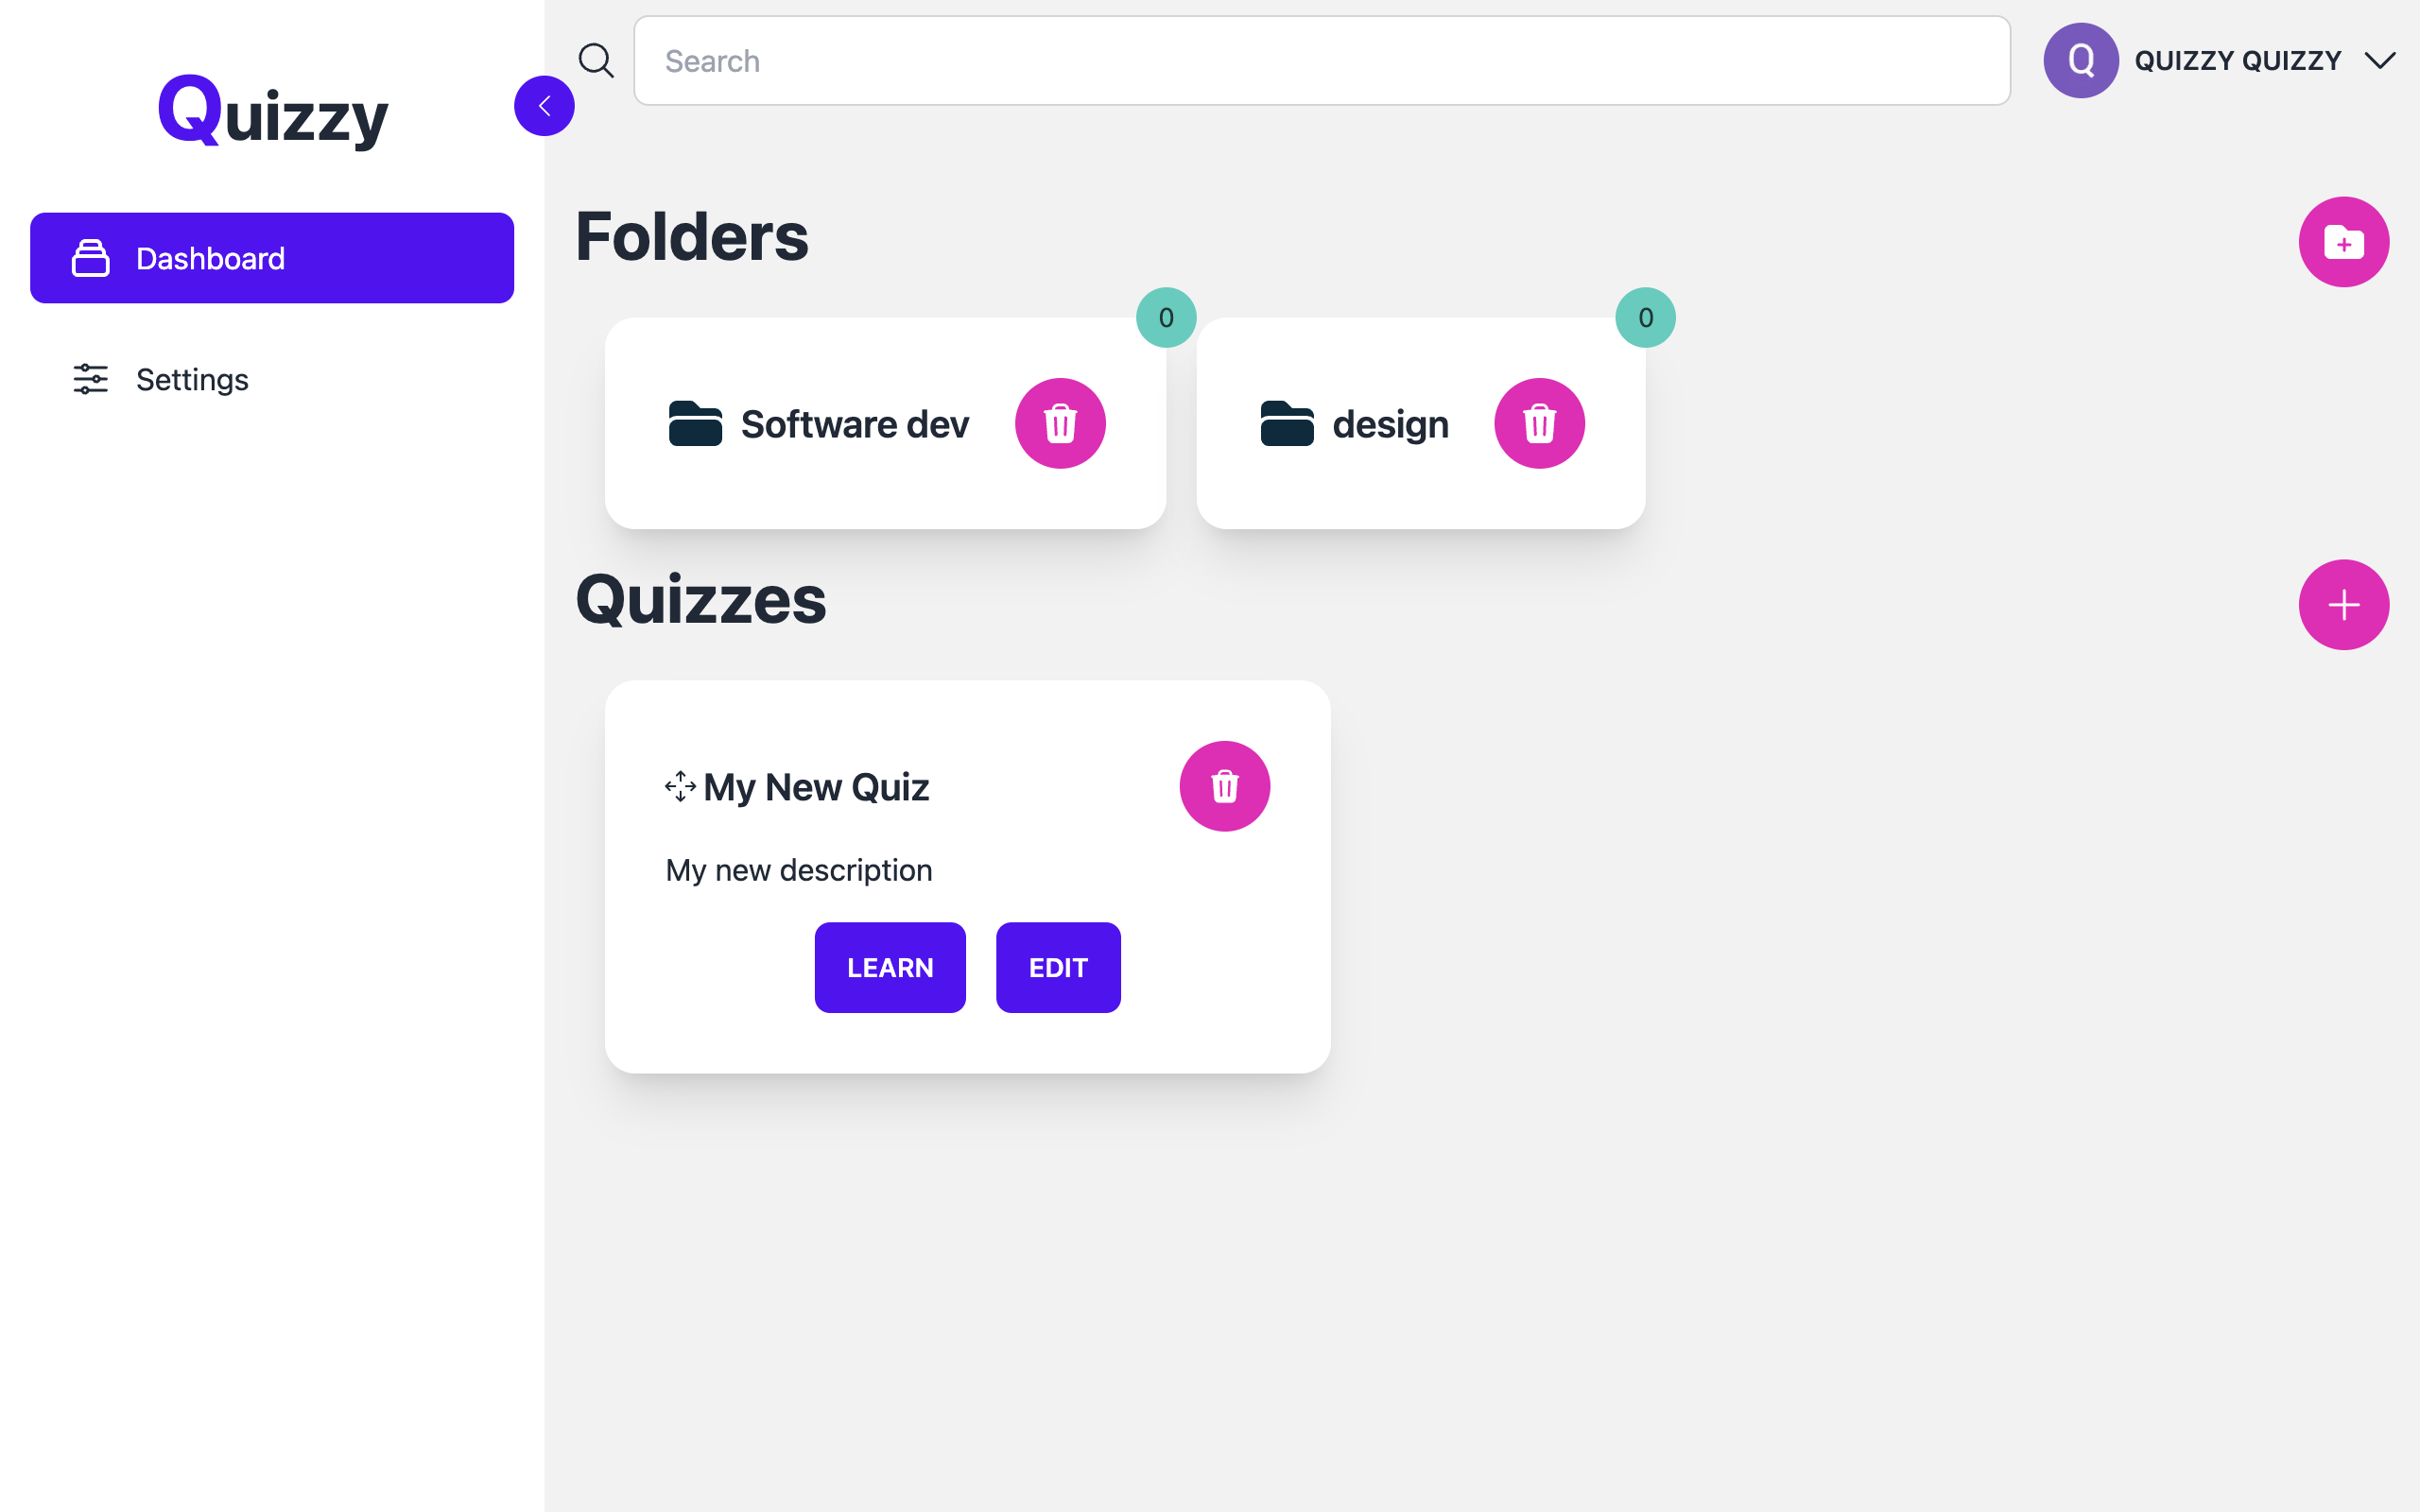 Quizzy
Search
Q
QUIZZY QUIZZY
Dashboard
Settings
Folders
0
0
Software dev
design
Quizzes
My New Quiz
My new description
LEARN
EDIT